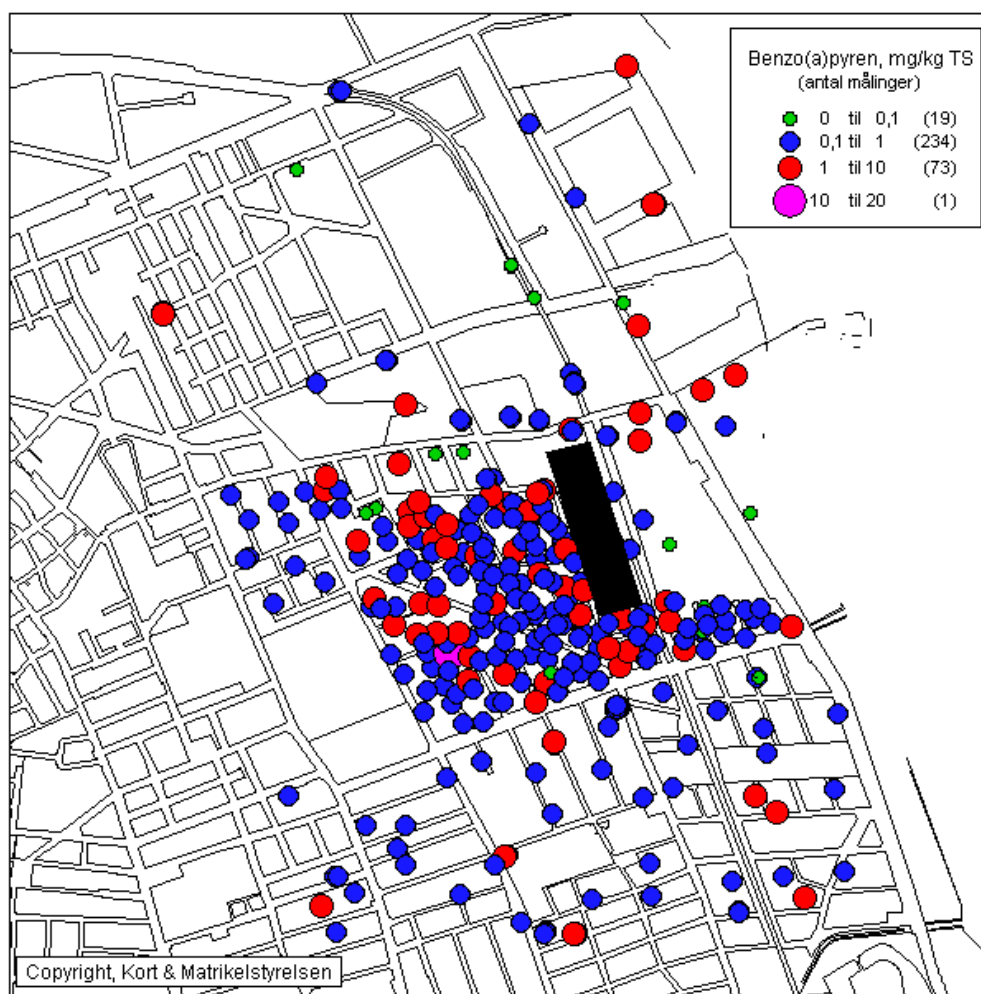 Benzo(a)pyren, mg/kg TS
(antal målinger)
0 til 0,1 (19)
0,1 til 1 (234)
1 til 10 (73)
10 til 20 (1)
Copyright, Kort & Matrikelstyrelsen